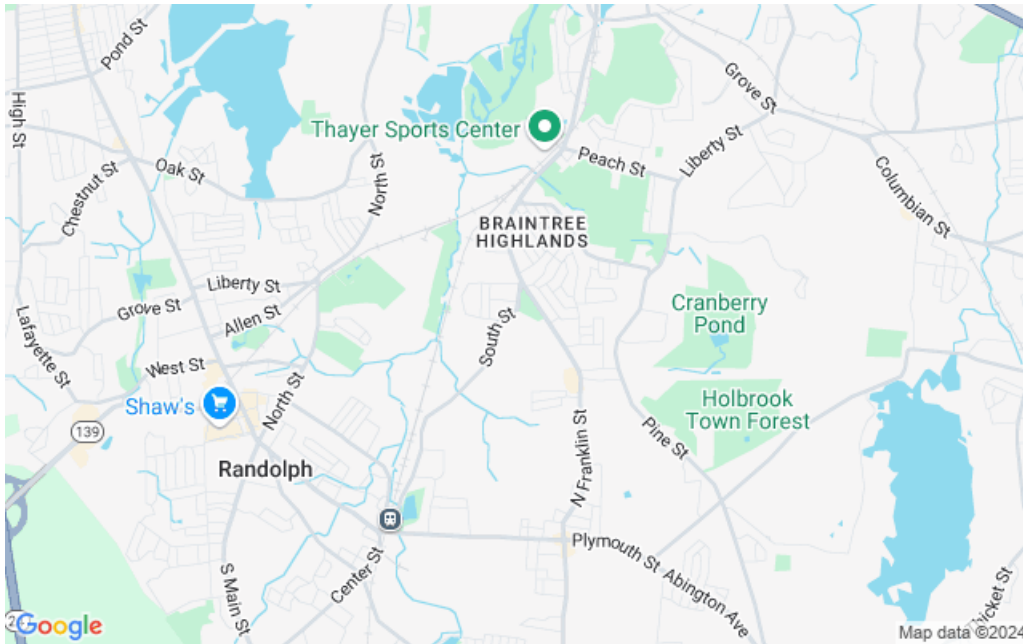 Pond St
High St
Grove St
Thayer Sports Center
Peach St
Liberty St
Oak St
North St
Chestnut St
Columbian St
BRAINTREE
HIGHLANDS
Liberty St
Grove St
Allen St
Cranberry
Pond
Lafayette St
South St
West St
Shaw's
North St
Holbrook
Town Forest
139
Pine St
Randolph
N Franklin St
Plymouth St
Abington Ave
Center St
S Main St
Google
Map data ©2024